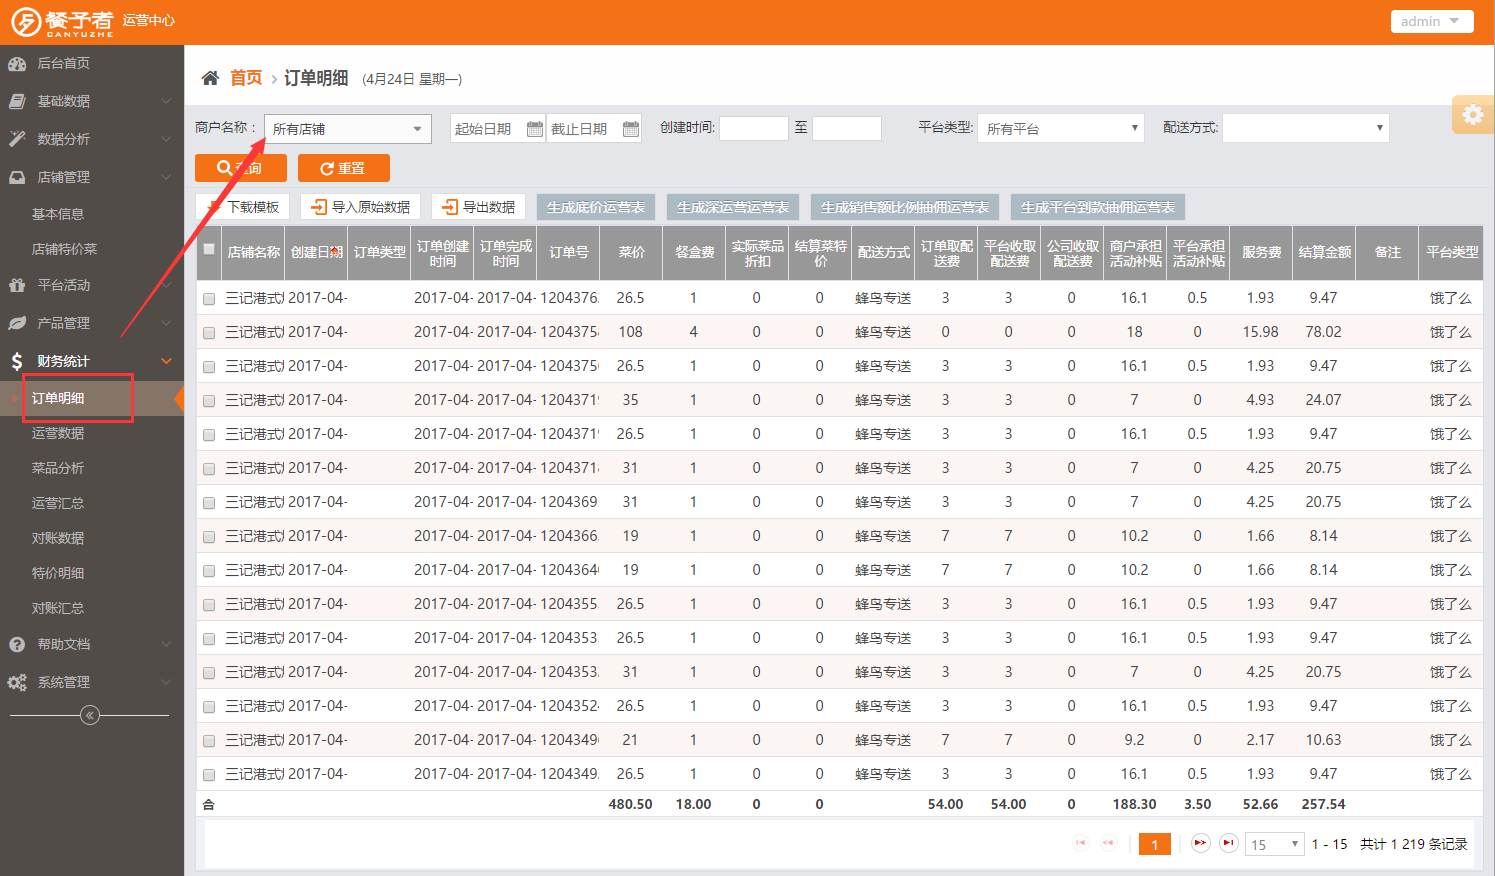 餐予者 运营中心
CANYUZHE
admin
后台首页
基础数据
数据分析
店铺管理
基本信息
店铺特价菜
平台活动
产品管理
财务统计
订单明细
运营数据
菜品分析
运营汇总
对账数据
特价明细
对账汇总
帮助文档
系统管理
首页 > 订单明细 (4月24日 星期一)
商户名称： 所有店铺 起始日期 截止日期 创建时间: 至 平台类型: 所有平台 配送方式:
询 重置
下载模板 导入原始数据 导出数据 生成底价运营表 生成深运营运营表 生成销售额比例抽佣运营表 生成平台到款抽佣运营表
店铺名称 创建日期 订单类型 订单创建时间 订单完成时间 订单号 菜价 餐盒费 实际菜品折扣 结算菜特价 配送方式 订单取配送费 平台收取配送费 公司收取配送费 商户承担活动补贴 平台承担活动补贴 服务费 结算金额 备注 平台类型
三记港式 2017-04- 2017-04- 2017-04- 1204376 26.5 1 0 0 蜂鸟专送 3 3 0 16.1 0.5 1.93 9.47 饿了么
三记港式 2017-04- 2017-04- 2017-04- 1204375 108 4 0 0 蜂鸟专送 0 0 0 18 0 15.98 78.02 饿了么
三记港式 2017-04- 2017-04- 2017-04- 1204375 26.5 1 0 0 蜂鸟专送 3 3 0 16.1 0.5 1.93 9.47 饿了么
三记港式 2017-04- 2017-04- 2017-04- 1204371 35 1 0 0 蜂鸟专送 3 3 0 7 0 4.93 24.07 饿了么
三记港式 2017-04- 2017-04- 2017-04- 1204371 26.5 1 0 0 蜂鸟专送 3 3 0 16.1 0.5 1.93 9.47 饿了么
三记港式 2017-04- 2017-04- 2017-04- 1204371 31 1 0 0 蜂鸟专送 3 3 0 7 0 4.25 20.75 饿了么
三记港式 2017-04- 2017-04- 2017-04- 1204369 31 1 0 0 蜂鸟专送 3 3 0 7 0 4.25 20.75 饿了么
三记港式 2017-04- 2017-04- 2017-04- 1204366 19 1 0 0 蜂鸟专送 7 7 0 10.2 0 1.66 8.14 饿了么
三记港式 2017-04- 2017-04- 2017-04- 1204364 19 1 0 0 蜂鸟专送 7 7 0 10.2 0 1.66 8.14 饿了么
三记港式 2017-04- 2017-04- 2017-04- 1204355 26.5 1 0 0 蜂鸟专送 3 3 0 16.1 0.5 1.93 9.47 饿了么
三记港式 2017-04- 2017-04- 2017-04- 1204353 26.5 1 0 0 蜂鸟专送 3 3 0 16.1 0.5 1.93 9.47 饿了么
三记港式 2017-04- 2017-04- 2017-04- 1204353 31 1 0 0 蜂鸟专送 3 3 0 7 0 4.25 20.75 饿了么
三记港式 2017-04- 2017-04- 2017-04- 1204352 26.5 1 0 0 蜂鸟专送 3 3 0 16.1 0.5 1.93 9.47 饿了么
三记港式 2017-04- 2017-04- 2017-04- 1204349 21 1 0 0 蜂鸟专送 7 7 0 9.2 0 2.17 10.63 饿了么
三记港式 2017-04- 2017-04- 2017-04- 1204349 26.5 1 0 0 蜂鸟专送 3 3 0 16.1 0.5 1.93 9.47 饿了么
合 480.50 18.00 0 0 54.00 54.00 0 188.30 3.50 52.66 257.54
1 15 1 - 15 共计 1 219 条记录